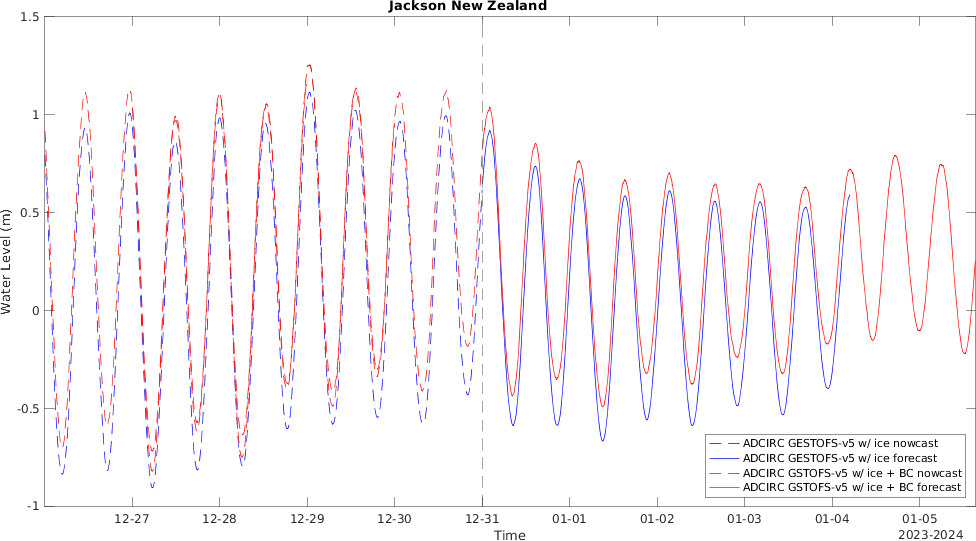 Jackson New Zealand
Water Level (m)
1.5
1
0.5
0
-0.5
-1
12-27 12-28 12-29 12-30 12-31 01-01 01-02 01-03 01-04 01-05
Time
2023-2024
ADCIRC GESTOFS-v5 w/ ice nowcast
ADCIRC GESTOFS-v5 w/ ice forecast
ADCIRC GSTOFS-v5 w/ ice + BC nowcast
ADCIRC GSTOFS-v5 w/ ice + BC forecast